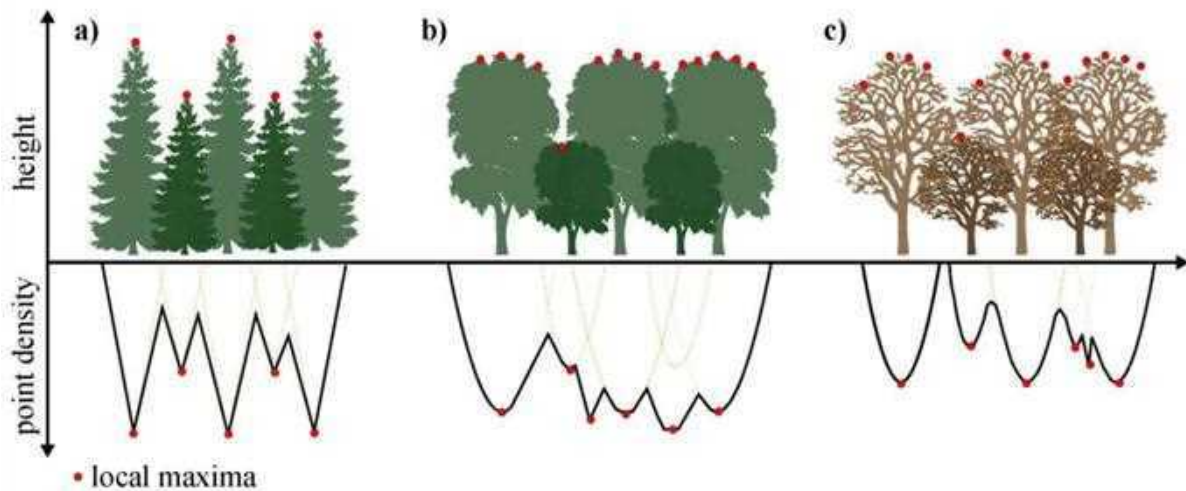 a)
b)
c)
height
point density
local maxima